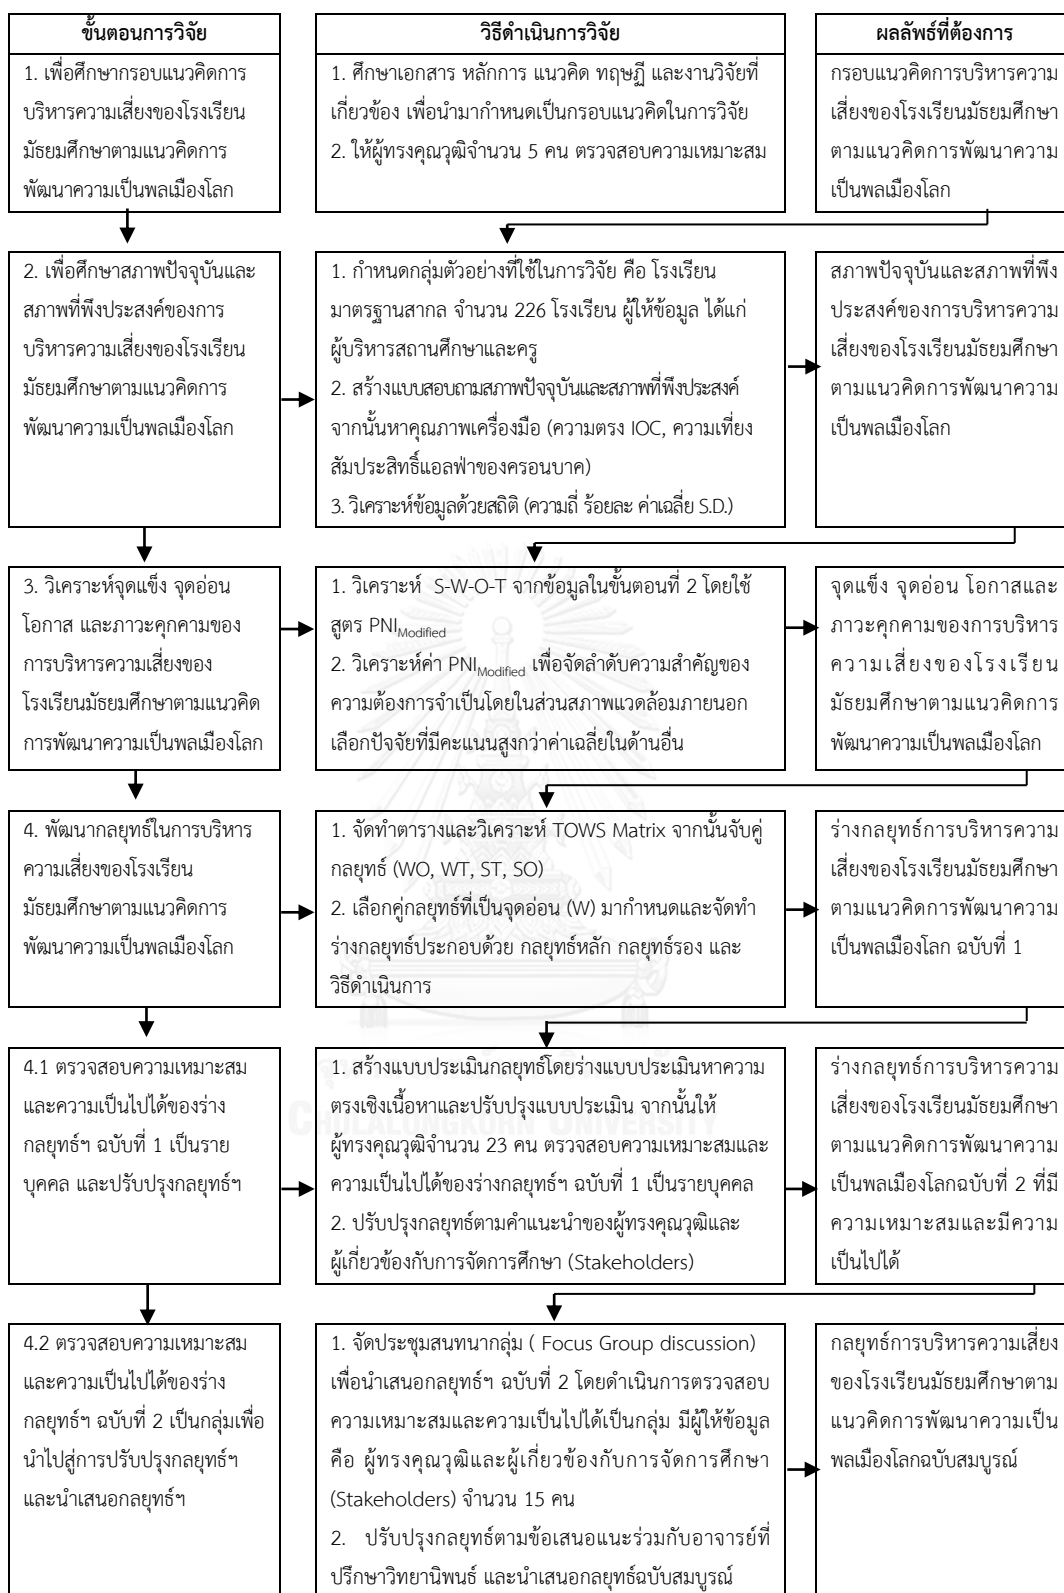 ขั้นตอนการวิจัย
วิธีดำเนินการวิจัย
ผลลัพธ์ที่ต้องการ
1. เพื่อศึกษากรอบแนวคิดการ
บริหารความเสี่ยงของโรงเรียน
มัธยมศึกษาตามแนวคิดการ
พัฒนาความเป็นพลเมืองโลก
1. ศึกษาเอกสาร หลักการ แนวคิด ทฤษฎี และงานวิจัยที่
เกี่ยวข้อง เพื่อนำมากำหนดเป็นกรอบแนวคิดในการวิจัย
2. ให้ผู้ทรงคุณวุฒิจำนวน 5 คน ตรวจสอบความเหมาะสม
กรอบแนวคิดการบริหารความ
เสี่ยงของโรงเรียนมัธยมศึกษา
ตามแนวคิดการพัฒนาความ
เป็นพลเมืองโลก
2. เพื่อศึกษาสภาพปัจจุบันและ
สภาพที่พึงประสงค์ของการ
บริหารความเสี่ยงของโรงเรียน
มัธยมศึกษาตามแนวคิดการ
พัฒนาความเป็นพลเมืองโลก
1. กำหนดกลุ่มตัวอย่างที่ใช้ในการวิจัย คือ โรงเรียน
มาตรฐานสากล จำนวน 226 โรงเรียน ผู้ให้ข้อมูล ได้แก่
ผู้บริหารสถานศึกษาและครู
2. สร้างแบบสอบถามสภาพปัจจุบันและสภาพที่พึงประสงค์
จากนั้นหาคุณภาพเครื่องมือ (ความตรง IOC, ความเที่ยง
สัมประสิทธิ์แอลฟ่าของครอนบาค)
3. วิเคราะห์ข้อมูลด้วยสถิติ (ความถี่ ร้อยละ ค่าเฉลี่ย S.D.)
สภาพปัจจุบันและสภาพที่พึง
ประสงค์ของการบริหารความ
เสี่ยงของโรงเรียนมัธยมศึกษา
ตามแนวคิดการพัฒนาความ
เป็นพลเมืองโลก
3. วิเคราะห์จุดแข็ง จุดอ่อน
โอกาส และภาวะคุกคามของ
การบริหารความเสี่ยงของ
โรงเรียนมัธยมศึกษาตามแนวคิด
การพัฒนาความเป็นพลเมืองโลก
1. วิเคราะห์ S-W-O-T จากข้อมูลในขั้นตอนที่ 2 โดยใช้
สูตร PNI Modified
2. วิเคราะห์ค่า PNI Modified เพื่อจัดลำดับความสำคัญของ
ความต้องการจำเป็นโดยในส่วนสภาพแวดล้อมภายนอก
เลือกปัจจัยที่มีคะแนนสูงกว่าค่าเฉลี่ยในด้านอื่น
จุดแข็ง จุดอ่อน โอกาสและ
ภาวะคุกคามของการบริหาร
ความเสี่ยงของโรงเรียน
มัธยมศึกษาตามแนวคิดการ
พัฒนาความเป็นพลเมืองโลก
4. พัฒนากลยุทธ์ในการบริหาร
ความเสี่ยงของโรงเรียน
มัธยมศึกษาตามแนวคิดการ
พัฒนาความเป็นพลเมืองโลก
1. จัดทำตารางและวิเคราะห์ TOWS Matrix จากนั้นจับคู่
กลยุทธ์ (WO, WT, ST, SO)
2. เลือกคู่กลยุทธ์ที่เป็นจุดอ่อน (W) มากำหนดและจัดทำ
ร่างกลยุทธ์ประกอบด้วย กลยุทธ์หลัก กลยุทธ์รอง และ
วิธีดำเนินการ
ร่างกลยุทธ์การบริหารความ
เสี่ยงของโรงเรียนมัธยมศึกษา
ตามแนวคิดการพัฒนาความ
เป็นพลเมืองโลก ฉบับที่ 1
4.1 ตรวจสอบความเหมาะสม
และความเป็นไปได้ของร่าง
กลยุทธ์ฯ ฉบับที่ 1 เป็นราย
บุคคล และปรับปรุงกลยุทธ์ฯ
1. สร้างแบบประเมินกลยุทธ์โดยร่างแบบประเมินหาความ
ตรงเชิงเนื้อหาและปรับปรุงแบบประเมิน จากนั้นให้
ผู้ทรงคุณวุฒิจำนวน 23 คน ตรวจสอบความเหมาะสมและ
ความเป็นไปได้ของร่างกลยุทธ์ฯ ฉบับที่ 1 เป็นรายบุคคล
2. ปรับปรุงกลยุทธ์ตามคำแนะนำของผู้ทรงคุณวุฒิและ
ผู้เกี่ยวข้องกับการจัดการศึกษา (Stakeholders)
CHULALONGKORN UNIVERSITY
ร่างกลยุทธ์การบริหารความ
เสี่ยงของโรงเรียนมัธยมศึกษา
ตามแนวคิดการพัฒนาความ
เป็นพลเมืองโลกฉบับที่ 2 ที่มี
ความเหมาะสมและมีความ
เป็นไปได้
4.2 ตรวจสอบความเหมาะสม
และความเป็นไปได้ของร่าง
กลยุทธ์ฯ ฉบับที่ 2 เป็นกลุ่มเพื่อ
นำไปสู่การปรับปรุงกลยุทธ์ฯ
และนำเสนอกลยุทธ์ฯ
1. จัดประชุมสนทนากลุ่ม ( Focus Group discussion)
เพื่อนำเสนอกลยุทธ์ฯ ฉบับที่ 2 โดยดำเนินการตรวจสอบ
ความเหมาะสมและความเป็นไปได้เป็นกลุ่ม มีผู้ให้ข้อมูล
คือ ผู้ทรงคุณวุฒิและผู้เกี่ยวข้องกับการจัดการศึกษา
(Stakeholders) จำนวน 15 คน
2. ปรับปรุงกลยุทธ์ตามข้อเสนอแนะร่วมกับอาจารย์ที่
ปรึกษาวิทยานิพนธ์ และนำเสนอกลยุทธ์ฉบับสมบูรณ์
กลยุทธ์การบริหารความเสี่ยง
ของโรงเรียนมัธยมศึกษาตาม
แนวคิดการพัฒนาความเป็น
พลเมืองโลกฉบับสมบูรณ์